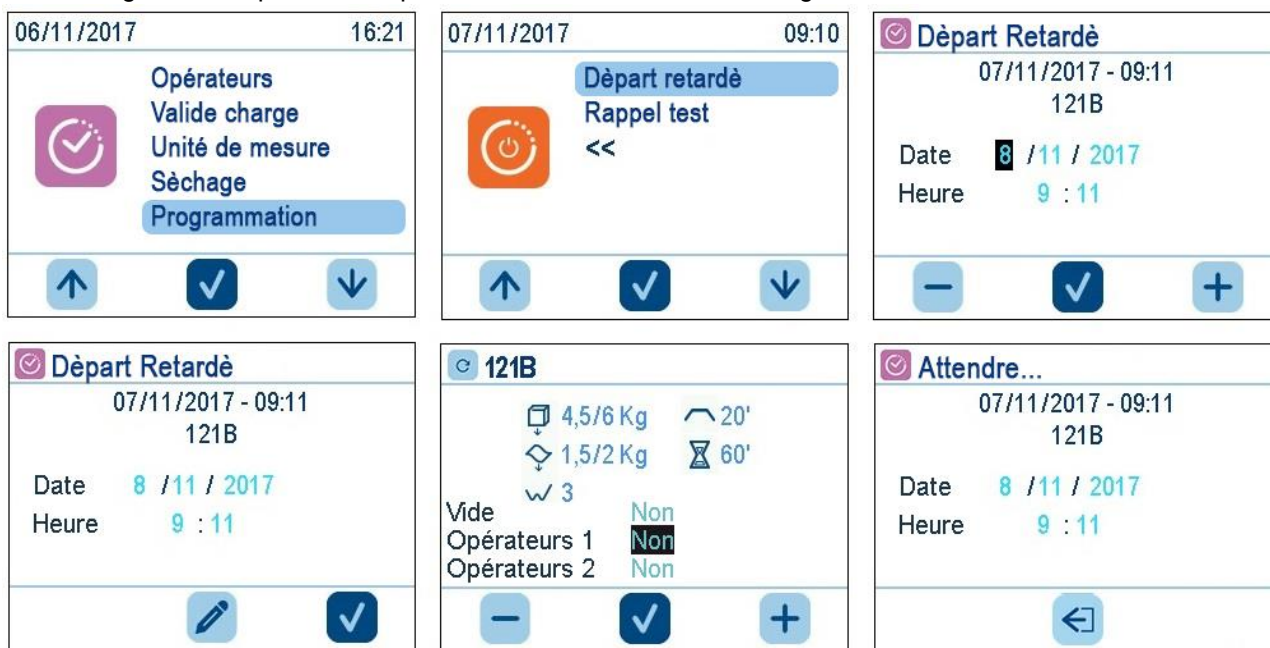 06/11/2017 16:21
Opérateurs
Valide charge
Unité de mesure
Sèchage
Programmation
07/11/2017 09:10
Dèpart retardè
Rappel test
<<
Dèpart Retardè
07/11/2017 - 09:11
121B
Date 8 / 11 / 2017
Heure 9 : 11
Dèpart Retardè
07/11/2017 - 09:11
121B
Date 8 / 11 / 2017
Heure 9 : 11
121B
4,5/6 Kg 20'
1,5/2 Kg 60'
3
Vide Non
Opérateurs 1 Non
Opérateurs 2 Non
Attendre...
07/11/2017 - 09:11
121B
Date 8 / 11 / 2017
Heure 9 : 11